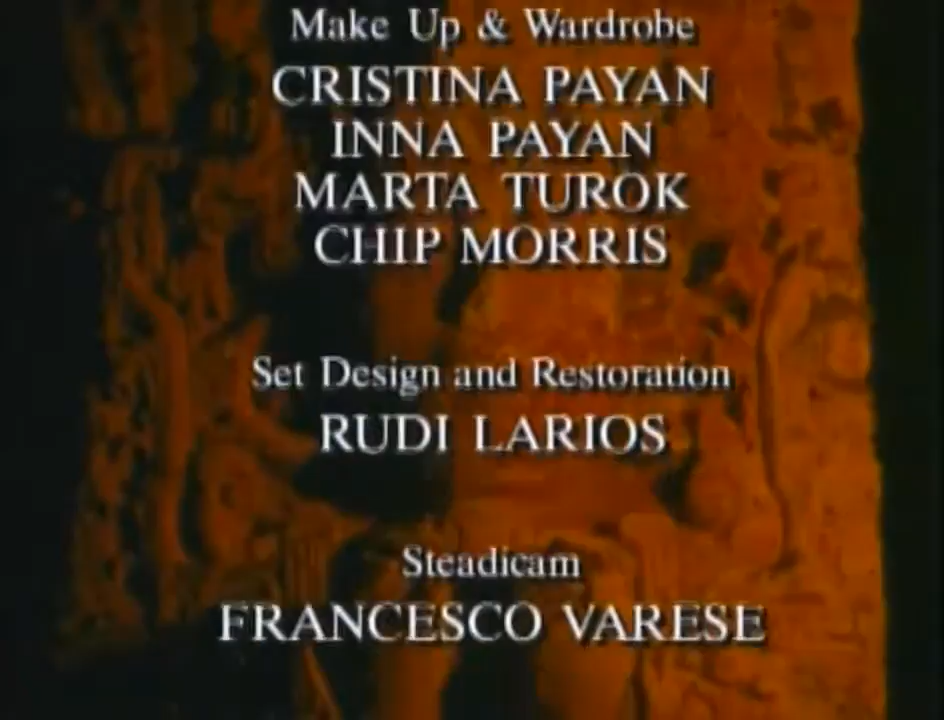 Make Up & Wardrobe
CRISTINA PAYAN
INNA PAYAN
MARTA TUROK
CHIP MORRIS
Set Design and Restoration
RUDI LARIOS
Steadicam
FRANCESCO VARESE